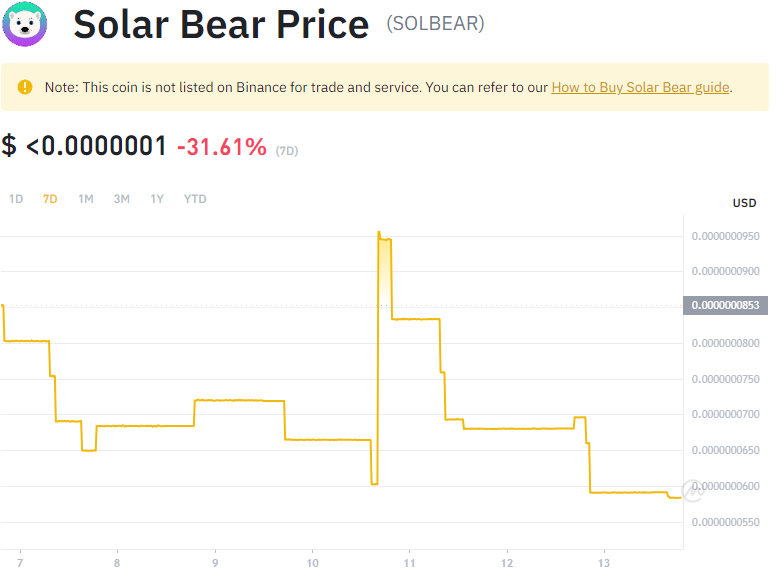 Solar Bear Price (SOLBEAR)
Note: This coin is not listed on Binance for trade and service. You can refer to our How to Buy Solar Bear guide.
$ <0.0000001 -31.61% (7D)
1D 7D 1M 3M 1Y YTD
USD
0.0000000950
0.0000000900
0.0000000853
0.0000000800
0.0000000750
0.0000000700
0.0000000650
0.0000000600
0.0000000550
7 8 9 10 11 12 13